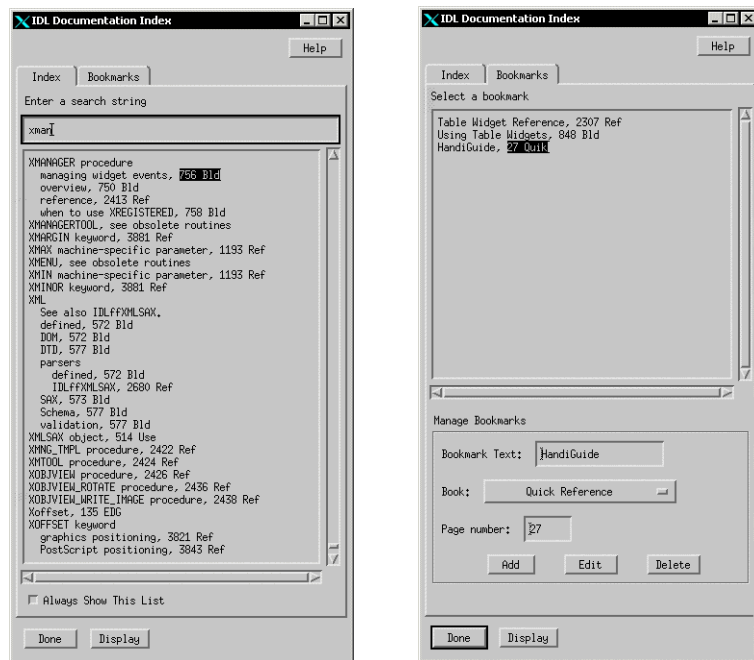 IDL Documentation Index
Help
Index
Bookmarks
Enter a search string
xman
XMANAGER procedure
managing widget events, 756 Bld
overview, 750 Bld
reference, 2413 Ref
when to use XREGISTERED, 758 Bld
XMANAGERTOOL, see obsolete routines
XMARGIN keyword, 3881 Ref
XMAX machine-specific parameter, 1193 Ref
XMENU, see obsolete routines
XMIN machine-specific parameter, 1193 Ref
XMINOR keyword, 3881 Ref
XML
See also IDLffXMLSAX.
defined, 572 Bld
DOM, 572 Bld
DTD, 577 Bld
parsers
defined, 572 Bld
IDLffXMLSAX, 2680 Ref
SAX, 573 Bld
Schema, 577 Bld
validation, 577 Bld
XMLSAX object, 514 Use
XMNG_TMPL procedure, 2422 Ref
XMTOOL procedure, 2424 Ref
XOBJVIEW procedure, 2426 Ref
XOBJVIEW_ROTATE procedure, 2436 Ref
XOBJVIEW_WRITE_IMAGE procedure, 2438 Ref
Xoffset, 135 EDG
XOFFSET keyword
graphics positioning, 3821 Ref
PostScript positioning, 3843 Ref
Always Show This List
Done
Display
IDL Documentation Index
Help
Index
Bookmarks
Select a bookmark
Table Widget Reference, 2307 Ref
Using Table Widgets, 848 Bld
HandiGuide, 27 Quik
Manage Bookmarks
Bookmark Text: HandiGuide
Book: Quick Reference
Page number: 27
Add
Edit
Delete
Done
Display